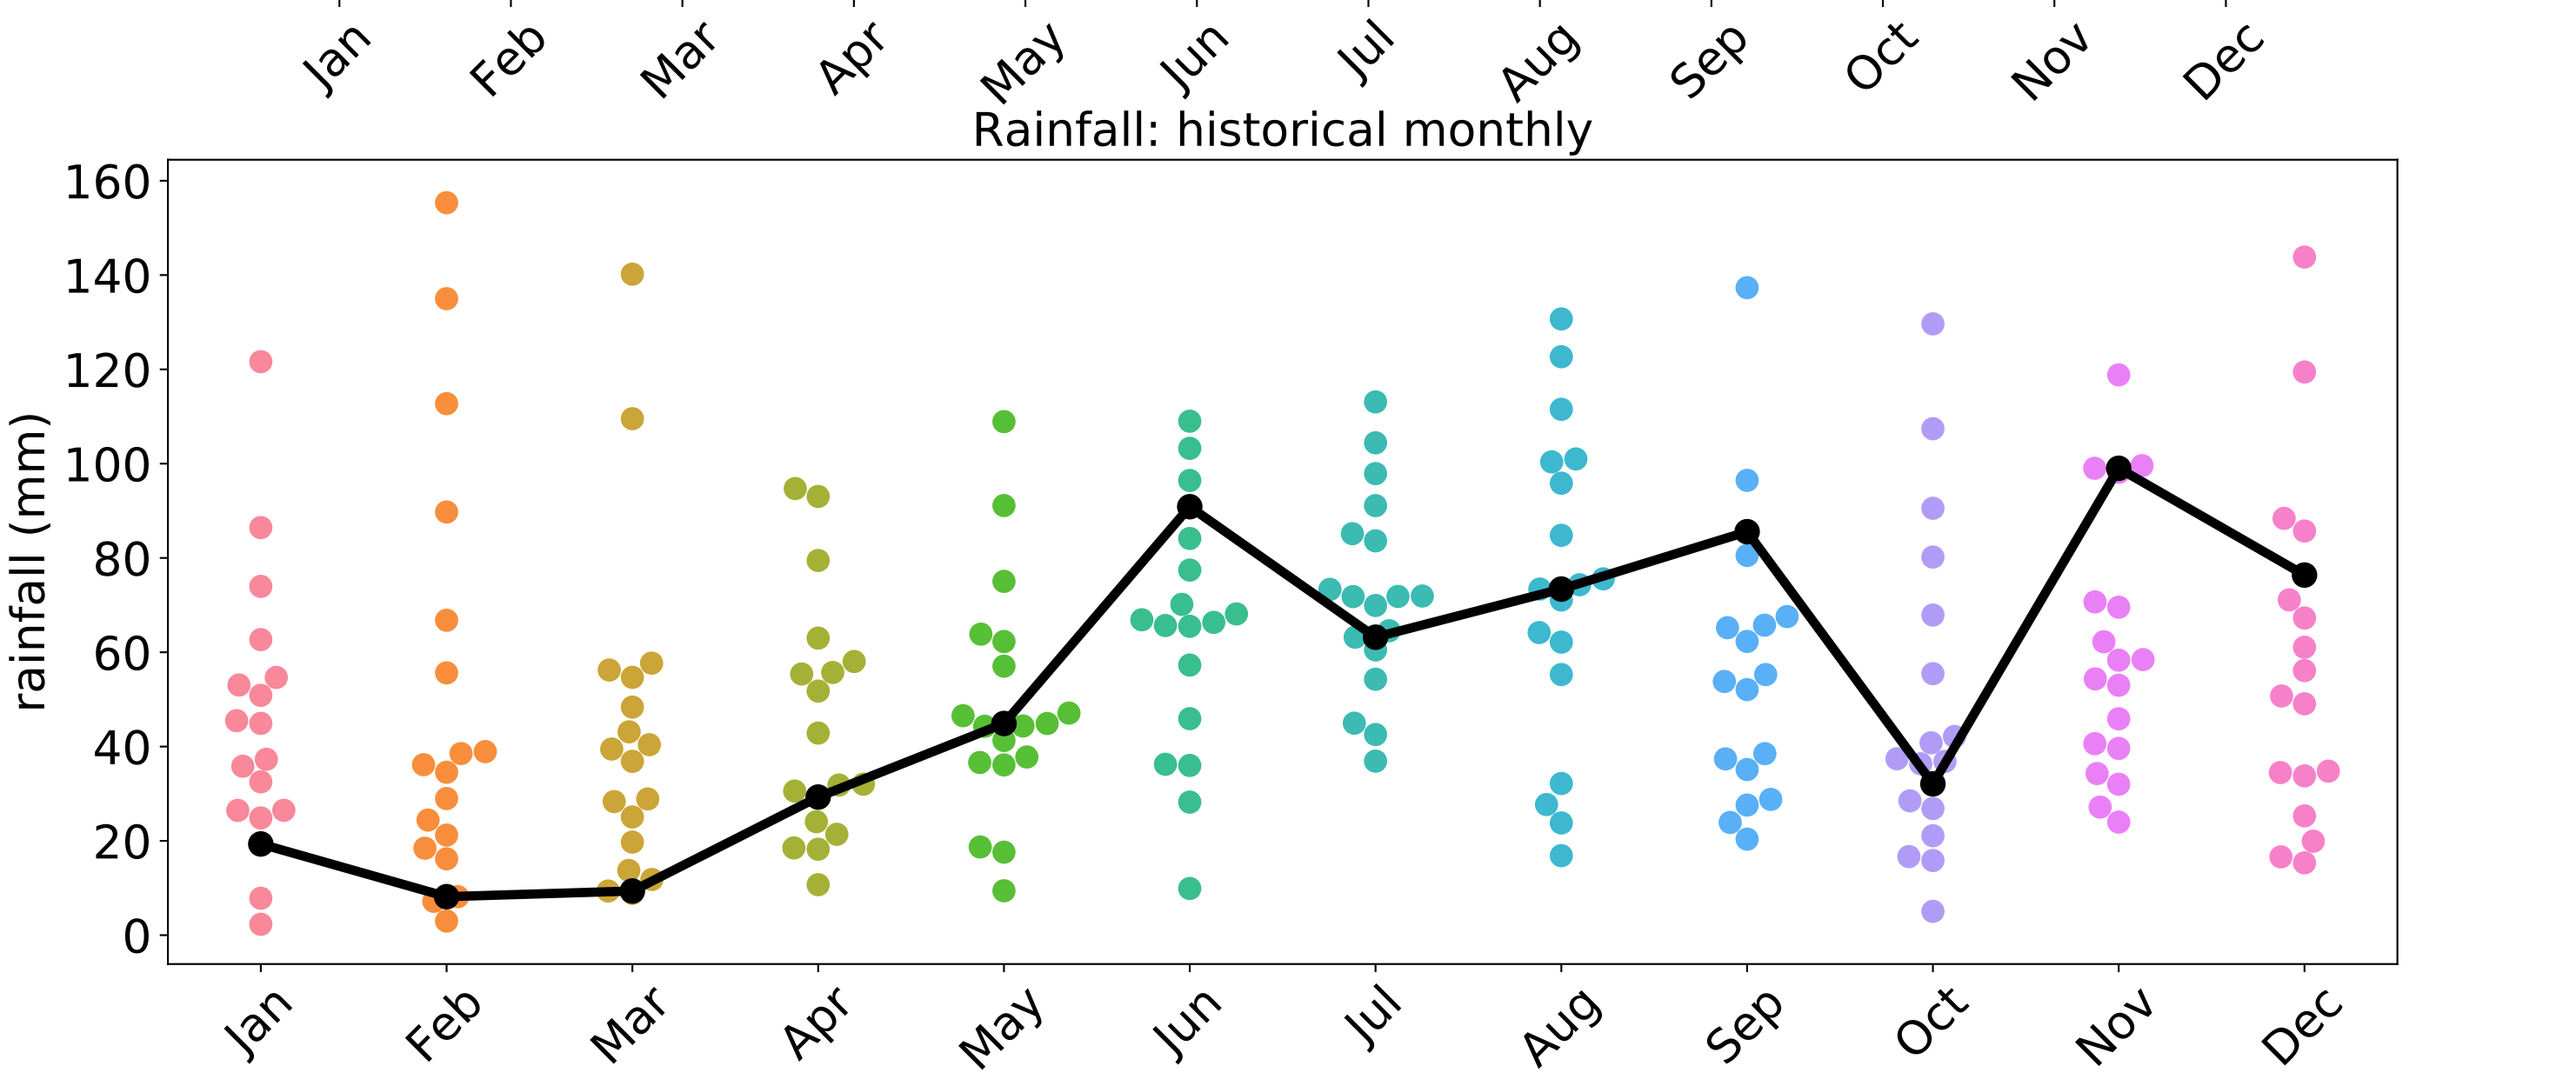 Jan Feb Mar Apr May Jun Jul Aug Sep Oct Nov Dec
Rainfall: historical monthly
rainfall (mm)
160
140
120
100
80
60
40
20
0
Jan Feb Mar Apr May Jun Jul Aug Sep Oct Nov Dec